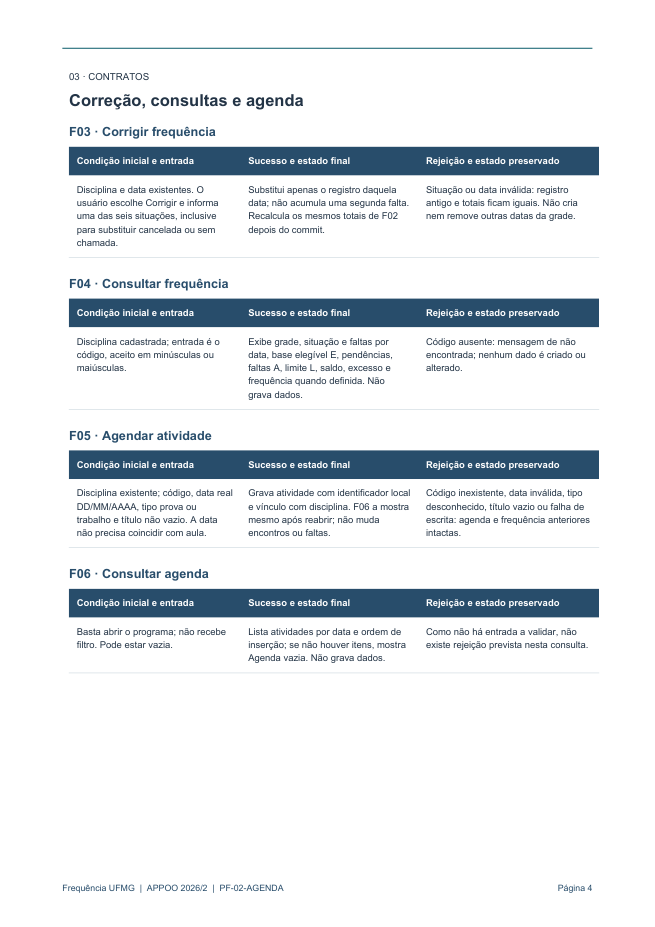 03 · CONTRATOS
Correção, consultas e agenda
F03 · Corrigir frequência
Condição inicial e entrada
Sucesso e estado final
Rejeição e estado preservado
Disciplina e data existentes. O
usuário escolhe Corrigir e informa
uma das seis situações, inclusive
para substituir cancelada ou sem
chamada.
Substitui apenas o registro daquela
data; não acumula uma segunda falta.
Recalcula os mesmos totais de F02
depois do commit.
Situação ou data inválida: registro
antigo e totais ficam iguais. Não cria
nem remove outras datas da grade.
F04 · Consultar frequência
Condição inicial e entrada
Sucesso e estado final
Rejeição e estado preservado
Disciplina cadastrada; entrada é o
código, aceito em minúsculas ou
maiúsculas.
Exibe grade, situação e faltas por
data, base elegível E, pendências,
faltas A, limite L, saldo, excesso e
frequência quando definida. Não
grava dados.
Código ausente: mensagem de não
encontrada; nenhum dado é criado ou
alterado.
F05 · Agendar atividade
Condição inicial e entrada
Sucesso e estado final
Rejeição e estado preservado
Disciplina existente; código, data real
DD/MM/AAAA, tipo prova ou
trabalho e título não vazio. A data
não precisa coincidir com aula.
Grava atividade com identificador local
e vínculo com disciplina. F06 a mostra
mesmo após reabrir; não muda
encontros ou faltas.
Código inexistente, data inválida, tipo
desconhecido, título vazio ou falha de
escrita: agenda e frequência anteriores
intactas.
F06 · Consultar agenda
Condição inicial e entrada
Sucesso e estado final
Rejeição e estado preservado
Basta abrir o programa; não recebe
filtro. Pode estar vazia.
Lista atividades por data e ordem de
inserção; se não houver itens, mostra
Agenda vazia. Não grava dados.
Como não há entrada a validar, não
existe rejeição prevista nesta consulta.
Frequência UFMG | APPOO 2026/2 | PF-02-AGENDA
Página 4